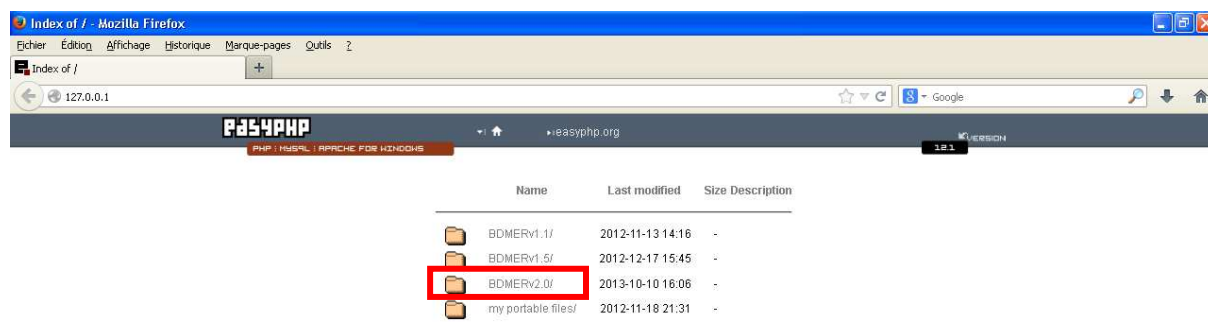 Index of / - Mozilla Firefox
Fichier Édition Affichage Historique Marque-pages Outils ?
Index of / +
127.0.0.1 Google
easyPHP easyphp.org VERSION
PHP : MySQL : APACHE FOR WINDOWS 12.1
Name Last modified Size Description
BDMERv1.1/ 2012-11-13 14:16 -
BDMERv1.5/ 2012-12-17 15:45 -
BDMERv2.0/ 2013-10-10 16:06 -
my portable files/ 2012-11-18 21:31 -